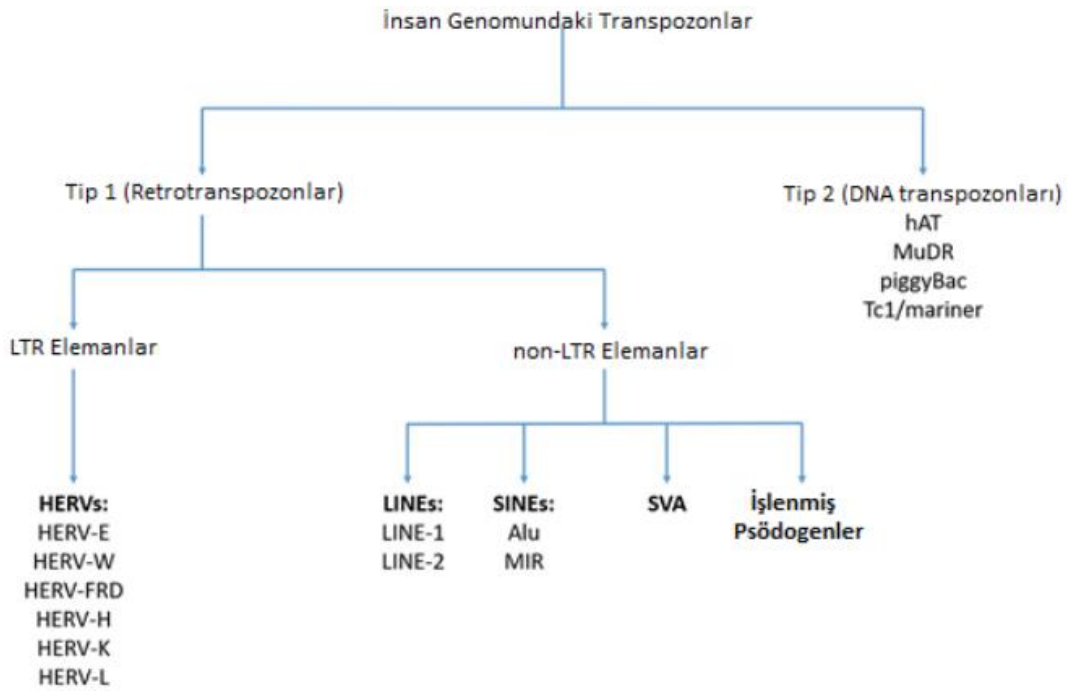 İnsan Genomundaki Transpozonlar
Tip 1 (Retrotranspozonlar)
Tip 2 (DNA transpozonları)
hAT
MuDR
piggyBac
Tc1/mariner
LTR Elemanlar
non-LTR Elemanlar
HERVs:
HERV-E
HERV-W
HERV-FRD
HERV-H
HERV-K
HERV-L
LINEs:
LINE-1
LINE-2
SINEs:
Alu
MIR
SVA
İşlenmiş
Psödogenler